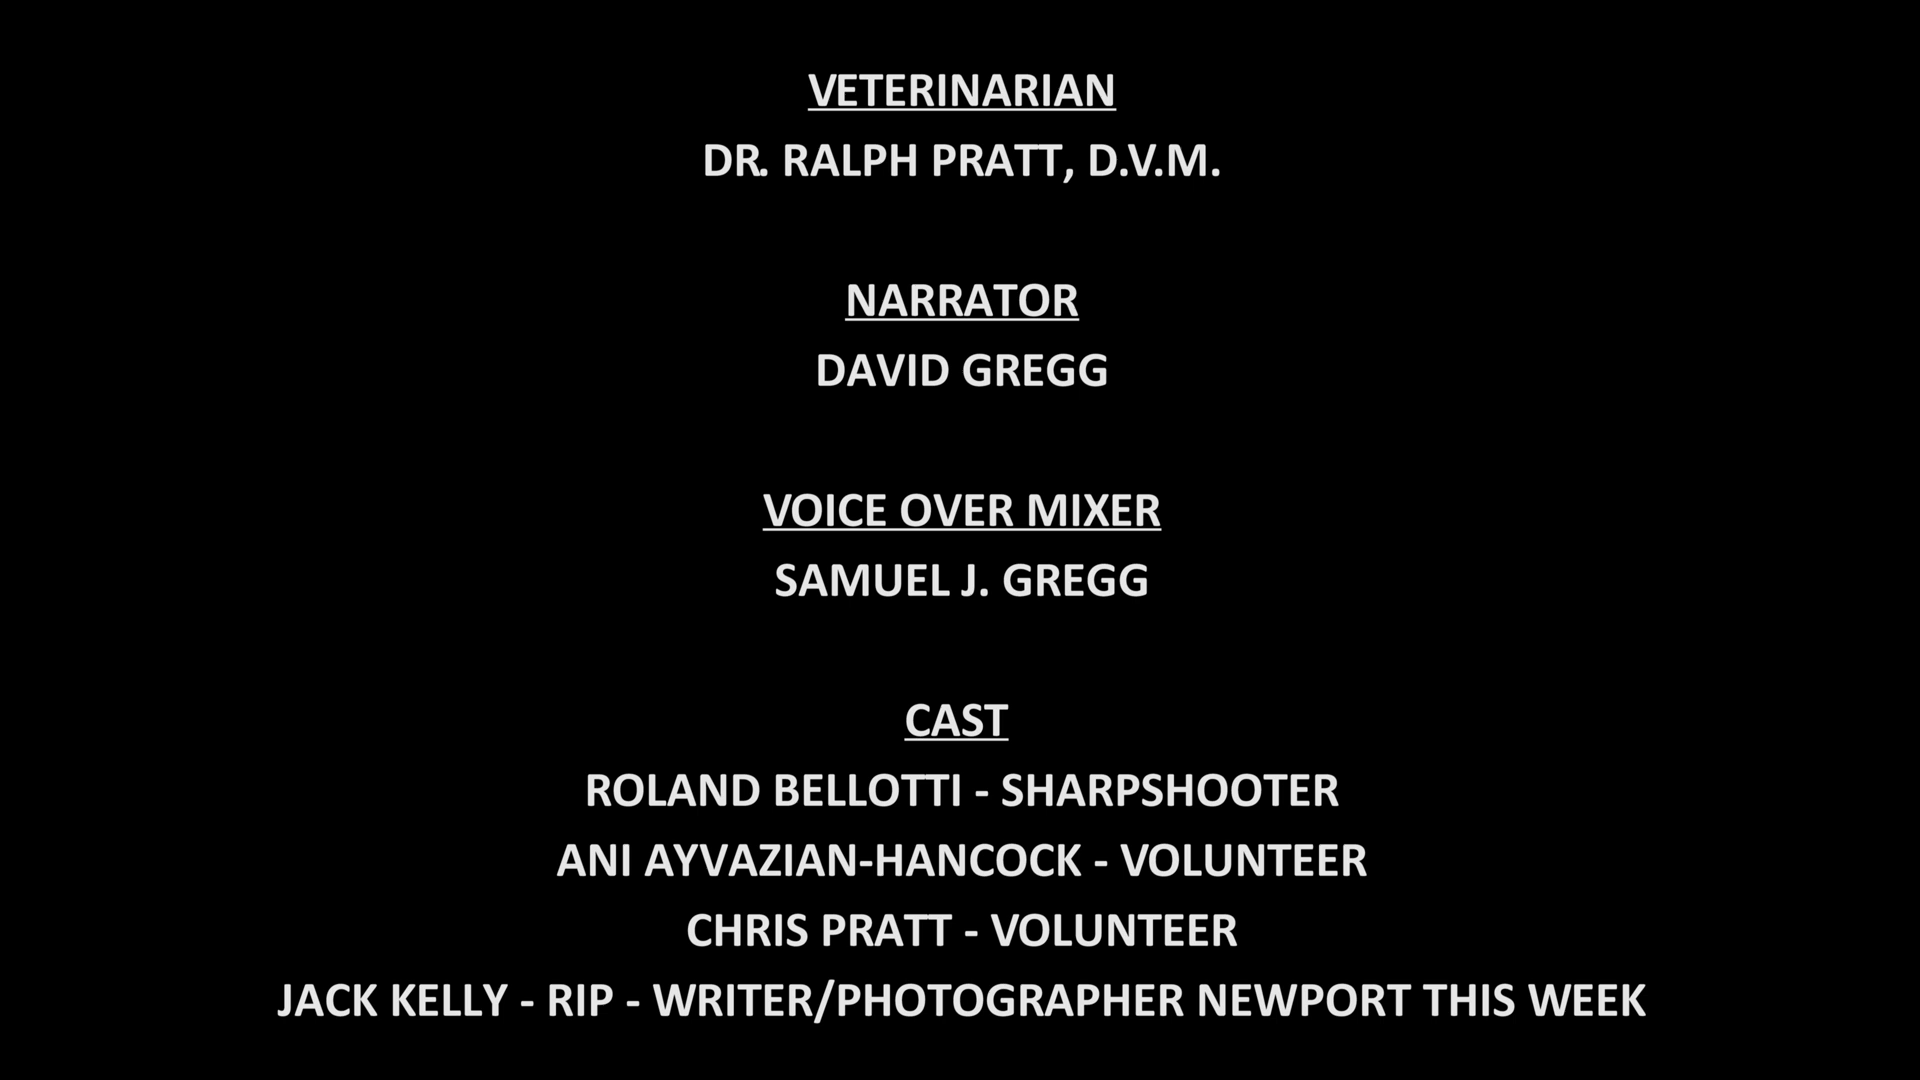 VETERINARIAN
DR. RALPH PRATT, D.V.M.
NARRATOR
DAVID GREGG
VOICE OVER MIXER
SAMUEL J. GREGG
CAST
ROLAND BELLOTTI - SHARPSHOOTER
ANI AYVAZIAN-HANCOCK - VOLUNTEER
CHRIS PRATT - VOLUNTEER
JACK KELLY - RIP - WRITER/PHOTOGRAPHER NEWPORT THIS WEEK